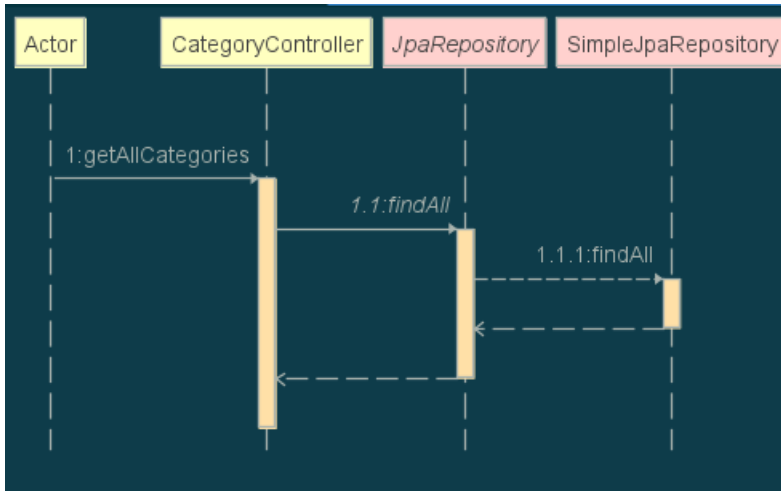 Actor
CategoryController
JpaRepository
SimpleJpaRepository
1:getAllCategories
1.1:findAll
1.1.1:findAll